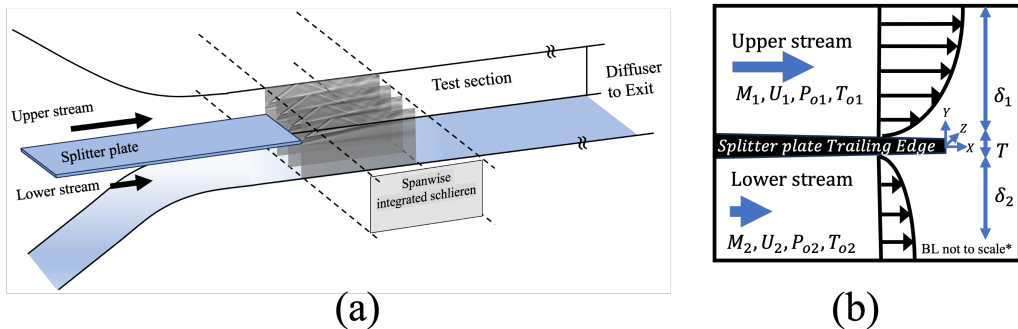 Upper stream
Splitter plate
Lower stream
Test section
Diffuser
to Exit
Spanwise
integrated schlieren
(a)
Upper stream
M₁, U₁, Pₒ₁, Tₒ₁
Splitter plate Trailing Edge
Y
Z
X
Lower stream
M₂, U₂, Pₒ₂, Tₒ₂
δ₁
T
δ₂
BL not to scale*
(b)